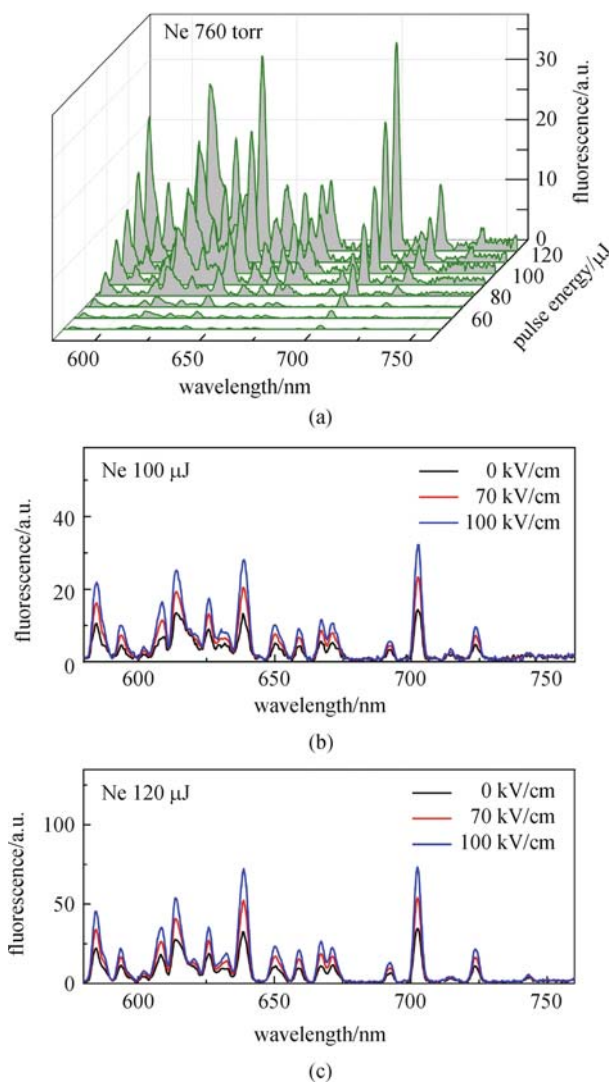 Ne 760 torr
30
20
10
0
fluorescence/a.u.
120
100
80
60
pulse energy/μJ
600 650 700 750
wavelength/nm
(a)
Ne 100 μJ
0 kV/cm
70 kV/cm
100 kV/cm
40
20
0
fluorescence/a.u.
600 650 700 750
wavelength/nm
(b)
Ne 120 μJ
0 kV/cm
70 kV/cm
100 kV/cm
100
50
0
fluorescence/a.u.
600 650 700 750
wavelength/nm
(c)